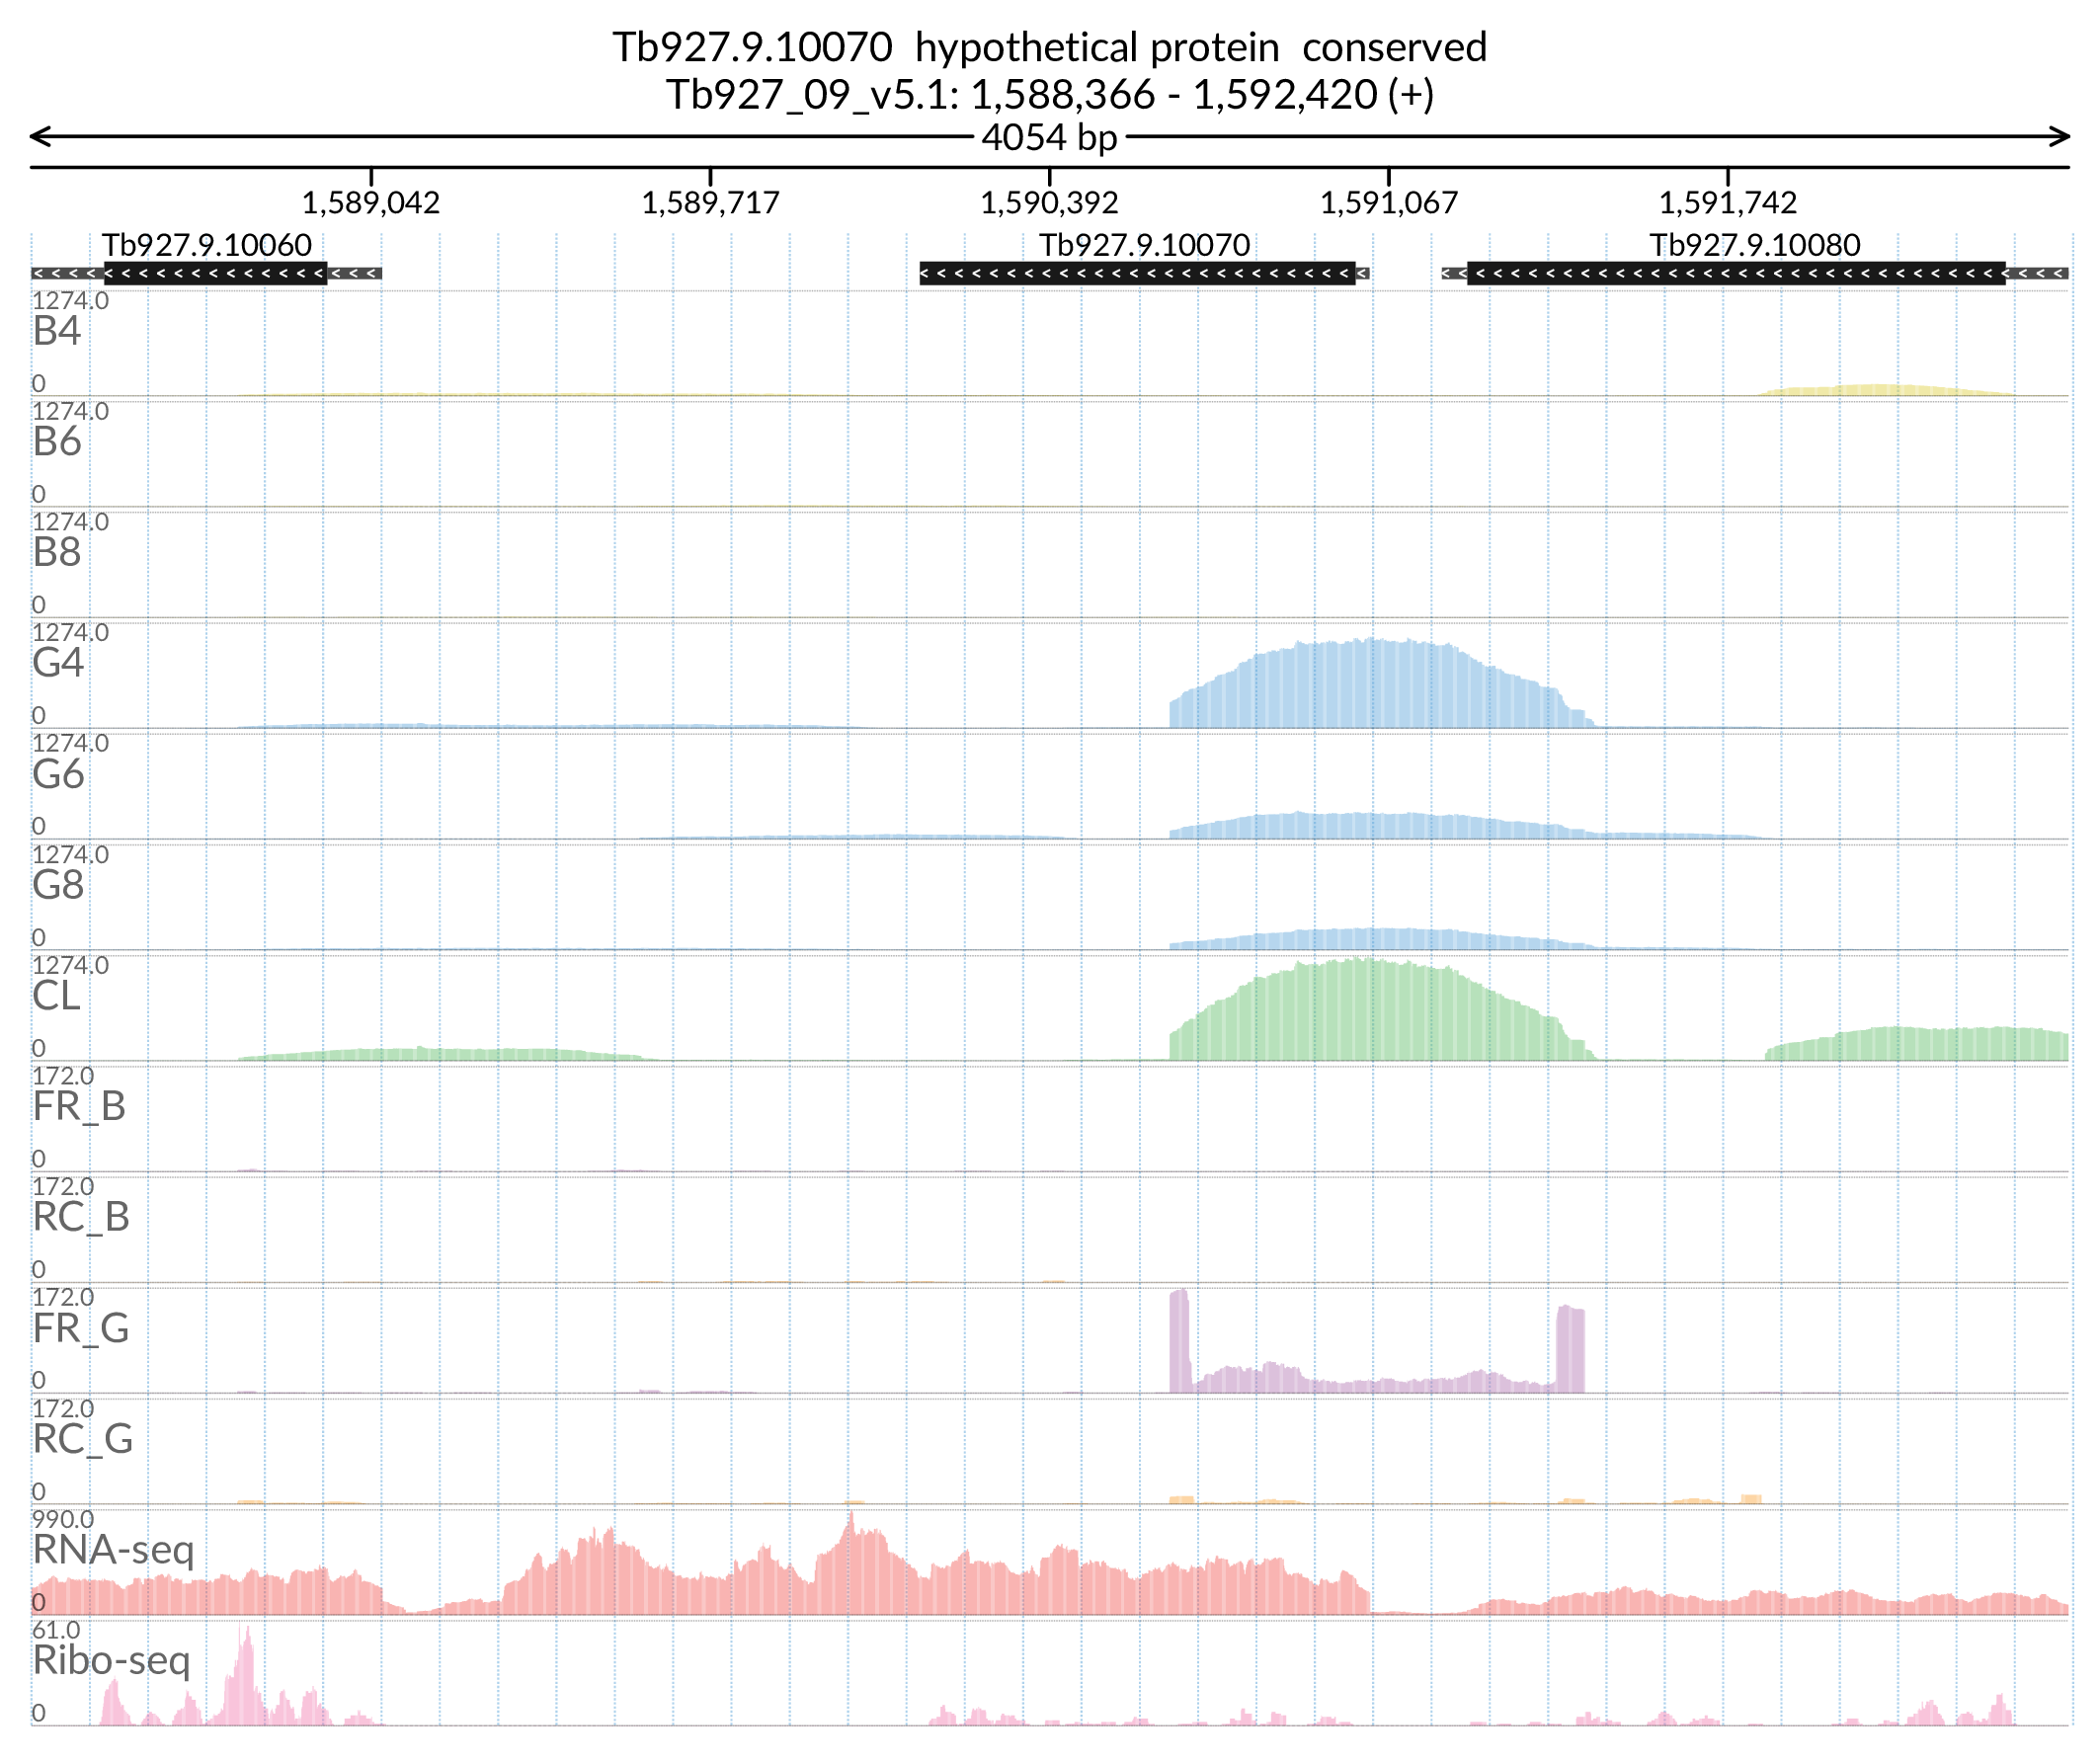 Tb927.9.10070  hypothetical protein  conserved
Tb927_09_v5.1: 1,588,366 - 1,592,420 (+)
4054 bp
1,589,042 1,589,717 1,590,392 1,591,067 1,591,742
Tb927.9.10060 Tb927.9.10070 Tb927.9.10080
1274.0
B4
0
1274.0
B6
0
1274.0
B8
0
1274.0
G4
0
1274.0
G6
0
1274.0
G8
0
1274.0
CL
0
172.0
FR_B
0
172.0
RC_B
0
172.0
FR_G
0
172.0
RC_G
0
990.0
RNA-seq
0
61.0
Ribo-seq
0